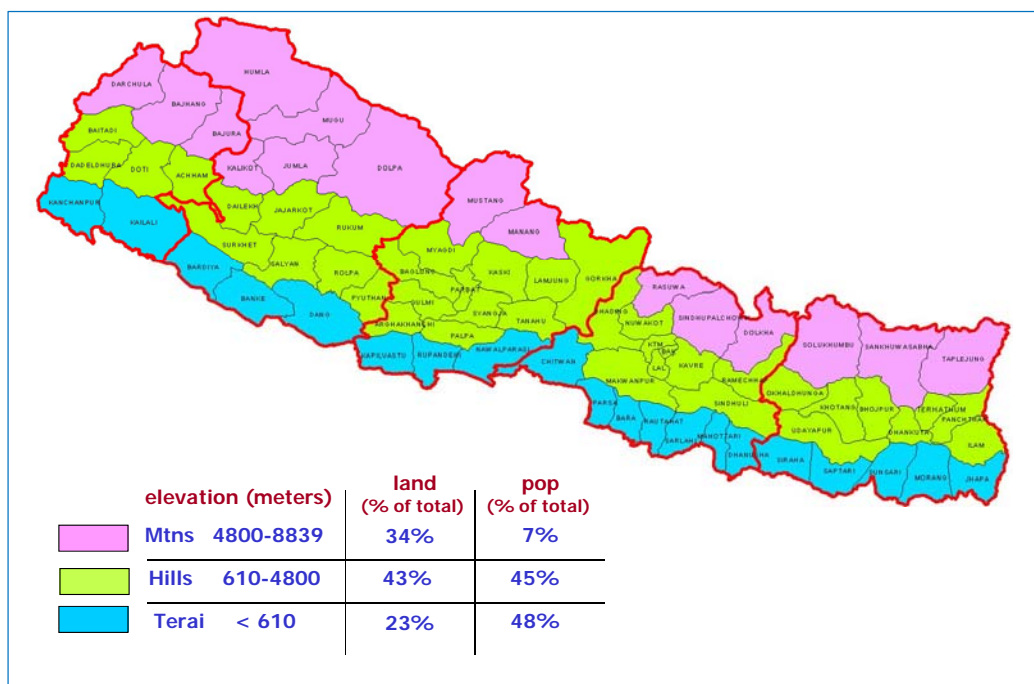 HUMLA
DARCHULA
BAJHANG
MUGU
BAITADI
BAJURA
DADELDHURA
DOTI
ACHHAM
KALIKOT
JUMLA
DOLPA
KANCHANPUR
KAILALI
DAILEKH
JAJARKOT
RUKUM
MUSTANG
MANANG
SURKHET
SALYAN
ROLPA
MYAGDI
BARDIYA
BAGLUNG
PARBAT
KASKI
LAMJUNG
GORKHA
BANKE
DANG
PYUTHAN
GULMI
SYANGJA
TANAHU
RASUWA
DHADING
NUWAKOT
SINDHUPALCHOWK
DOLKHA
ARGHAKHANCHI
PALPA
KAPILVASTU
RUPANDEHI
NAWALPARASI
CHITWAN
KTM
LAL
KAVRE
SOLUKHUMBU
SANKHUWASABHA
TAPLEJUNG
MAKWANPUR
RAMECHHAP
OKHALDHUNGA
KHOTANG
BHOJPUR
TERHATHUM
PANCHTHAR
SINDHULI
PARSA
BARA
RAUTAHAT
SARLAHI
MAHOTTARI
DHANUSHA
UDAYAPUR
DHANKUTA
ILAM
SIRAHA
SAPTARI
SUNSARI
MORANG
JHAPA
elevation (meters) land pop
(% of total) (% of total)
Mtns 4800-8839 34% 7%
Hills 610-4800 43% 45%
Terai < 610 23% 48%